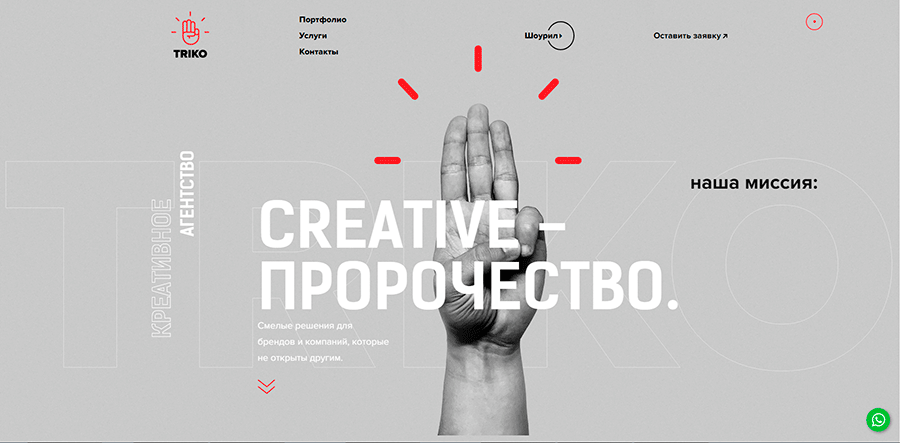 TRIKO
Портфолио
Услуги
Контакты
Шоурил
Оставить заявку
TRIKO
КРЕАТИВНОЕ
АГЕНТСТВО
наша миссия:
CREATIVE –
ПРОРОЧЕСТВО.
Смелые решения для
брендов и компаний, которые
не открыты другим.